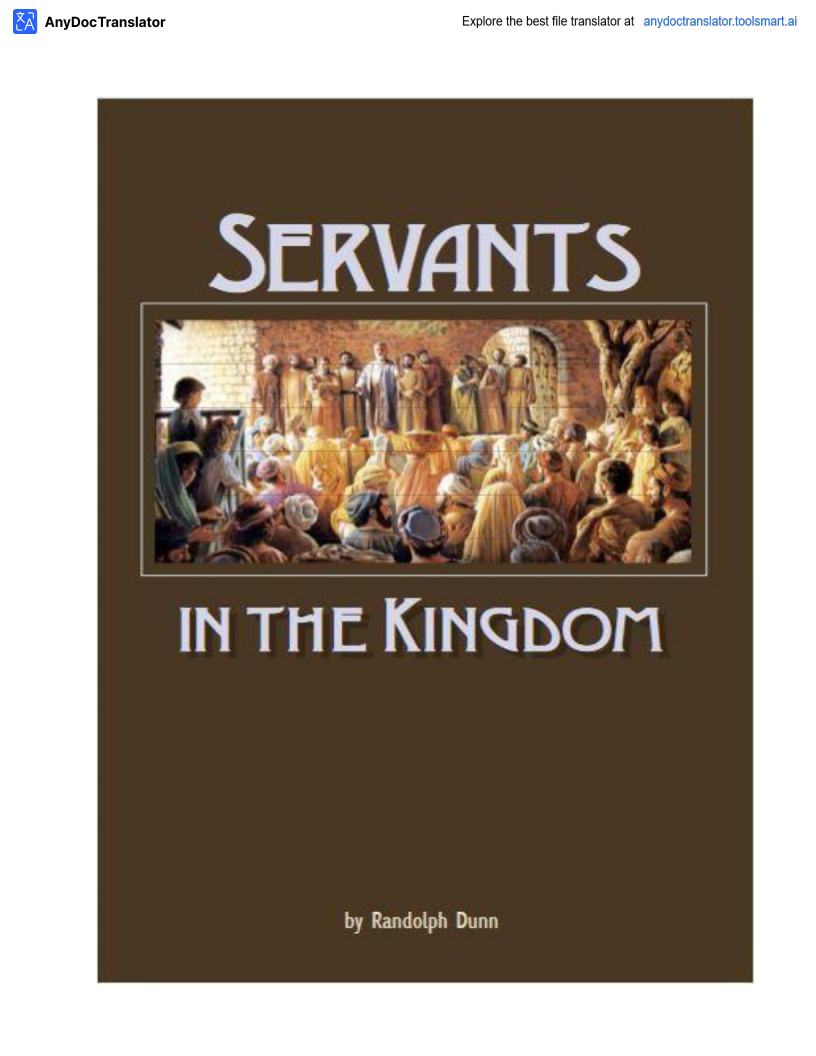 AnyDocTranslator
Explore the best file translator at anydoctranslator.toolsmart.ai
SERVANTS
IN THE KINGDOM
by Randolph Dunn